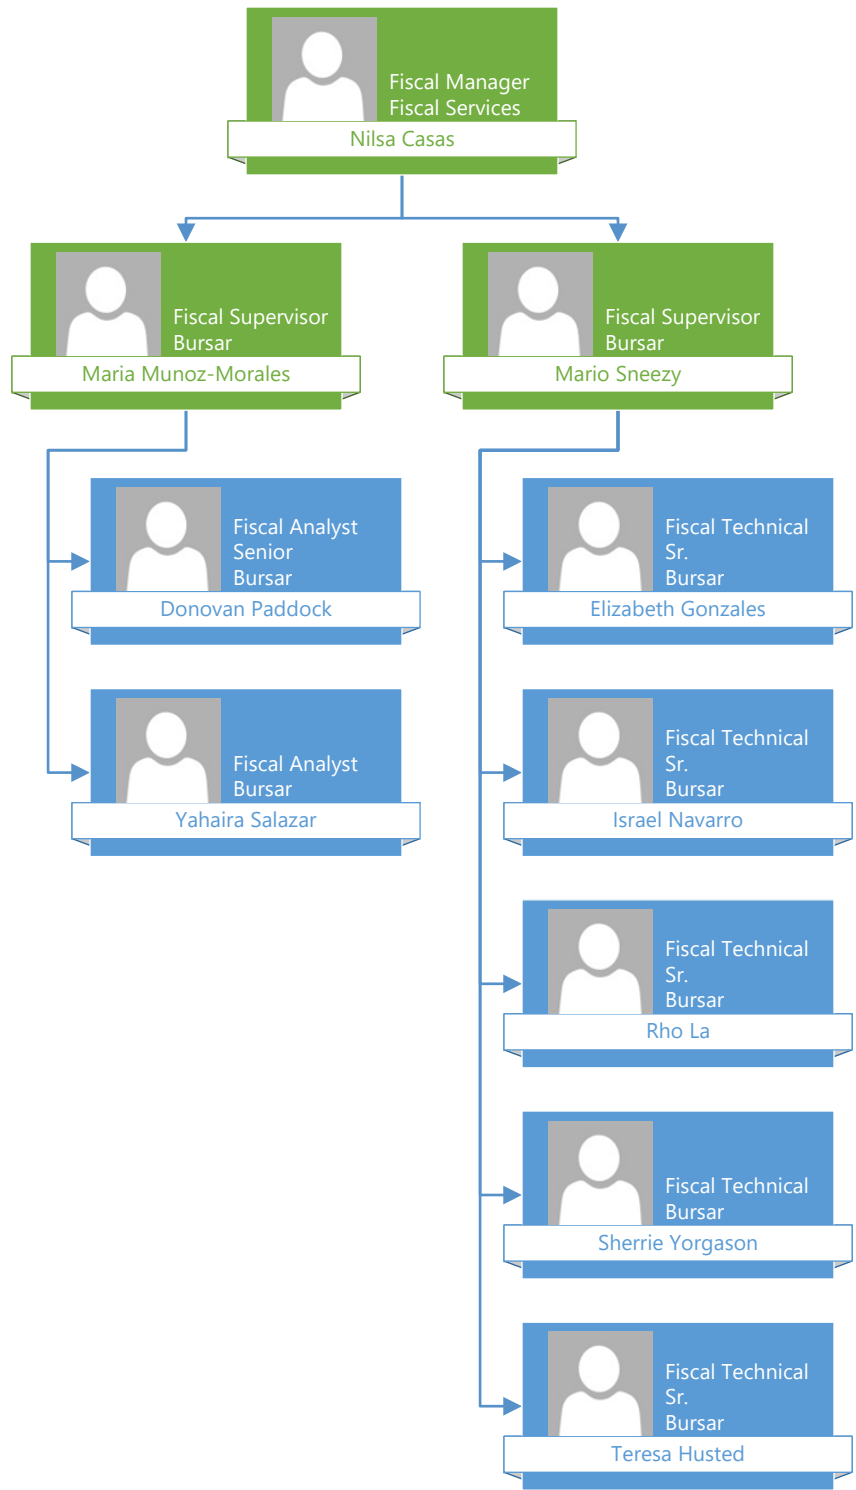 Fiscal Manager
Fiscal Services
Nilsa Casas
Fiscal Supervisor
Bursar
Maria Munoz-Morales
Fiscal Supervisor
Bursar
Mario Sneezy
Fiscal Analyst
Senior
Bursar
Donovan Paddock
Fiscal Analyst
Bursar
Yahaira Salazar
Fiscal Technical
Sr.
Bursar
Elizabeth Gonzales
Fiscal Technical
Sr.
Bursar
Israel Navarro
Fiscal Technical
Sr.
Bursar
Rho La
Fiscal Technical
Bursar
Sherrie Yorgason
Fiscal Technical
Sr.
Bursar
Teresa Husted